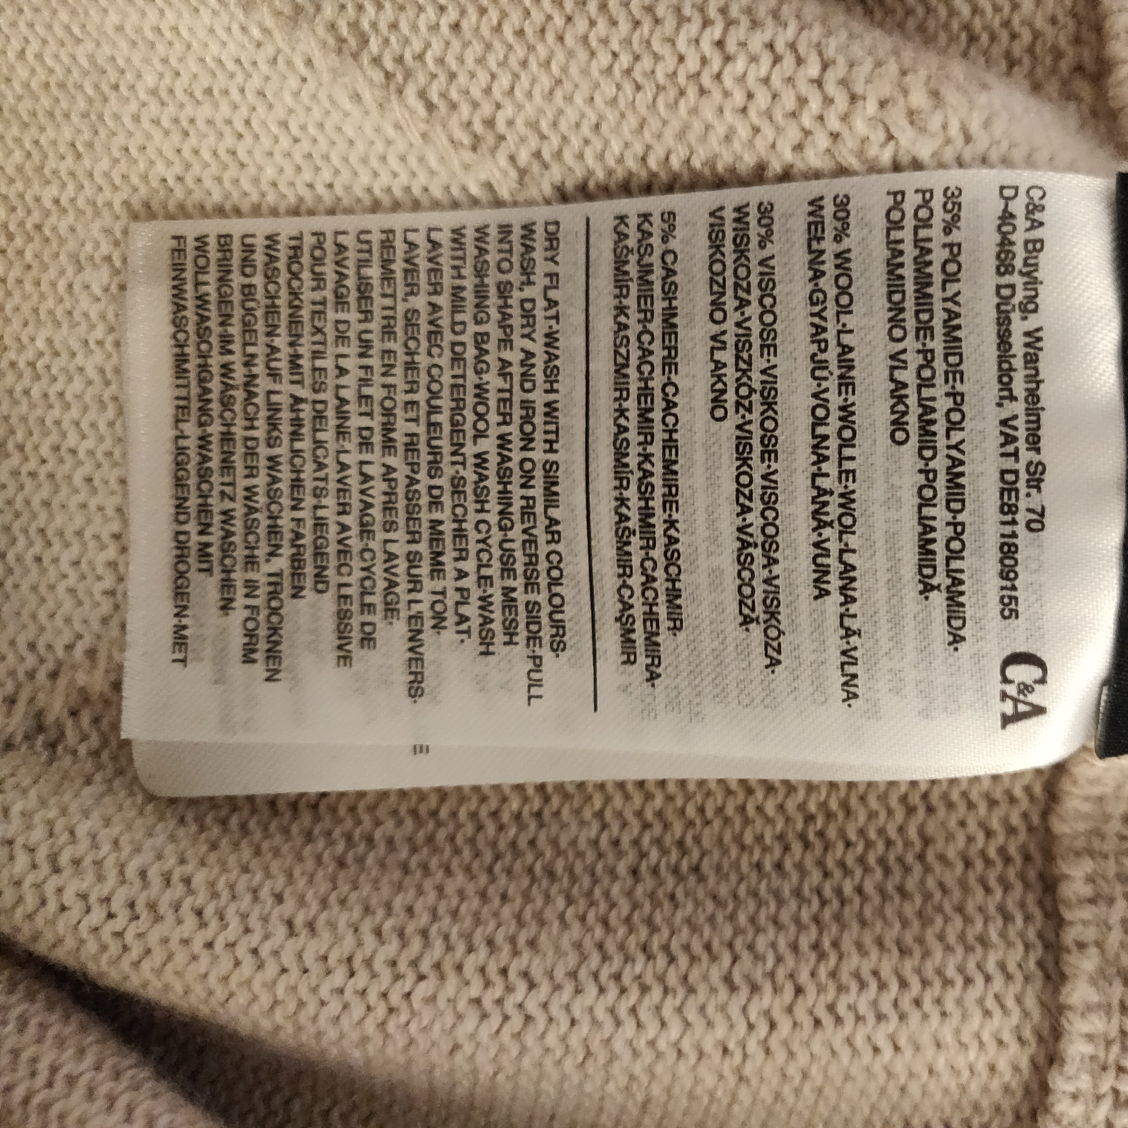 C&A Buying, Wanheimer Str. 70
D-40468 Düsseldorf, VAT DE811809155
C&A
35% POLYAMIDE·POLYAMID·POLIAMIDA·
POLIAMMIDE·POLIAMID·POLIAMIDĂ·
POLIAMIDNO VLAKNO
30% WOOL·LAINE·WOLLE·WOL·LANA·LÃ·VLNA·
WEŁNA·GYAPJÚ·VOLNA·LÂNĂ·VUNA
30% VISCOSE·VISKOSE·VISCOSA·VISKÓZA·
WISKOZA·VISZKÓZ·VISKOZA·VÂSCOZĂ·
VISKOZNO VLAKNO
5% CASHMERE·CACHEMIRE·KASCHMIR·
KASJMIER·CACHEMIR·KASHMIR·CACHEMIRA·
KAŠMÍR·KASZMIR·KASMÍR·KAŠMIR·CAŞMIR
DRY FLAT·WASH WITH SIMILAR COLOURS·
WASH, DRY AND IRON ON REVERSE SIDE·PULL
INTO SHAPE AFTER WASHING·USE MESH
WASHING BAG·WOOL WASH CYCLE·WASH
WITH MILD DETERGENT·SECHER A PLAT·
LAVER AVEC COULEURS DE MEME TON·
LAVER, SECHER ET REPASSER SUR L'ENVERS·
REMETTRE EN FORME APRES LAVAGE·
UTILISER UN FILET DE LAVAGE·CYCLE DE
LAVAGE DE LA LAINE·LAVER AVEC LESSIVE
POUR TEXTILES DELICATS·LIEGEND
TROCKNEN·MIT ÄHNLICHEN FARBEN
WASCHEN·AUF LINKS WASCHEN, TROCKNEN
UND BÜGELN·NACH DER WÄSCHE IN FORM
BRINGEN·IM WÄSCHENETZ WASCHEN·
WOLLWASCHGANG·WASCHEN MIT
FEINWASCHMITTEL·LIGGEND DROGEN·MET